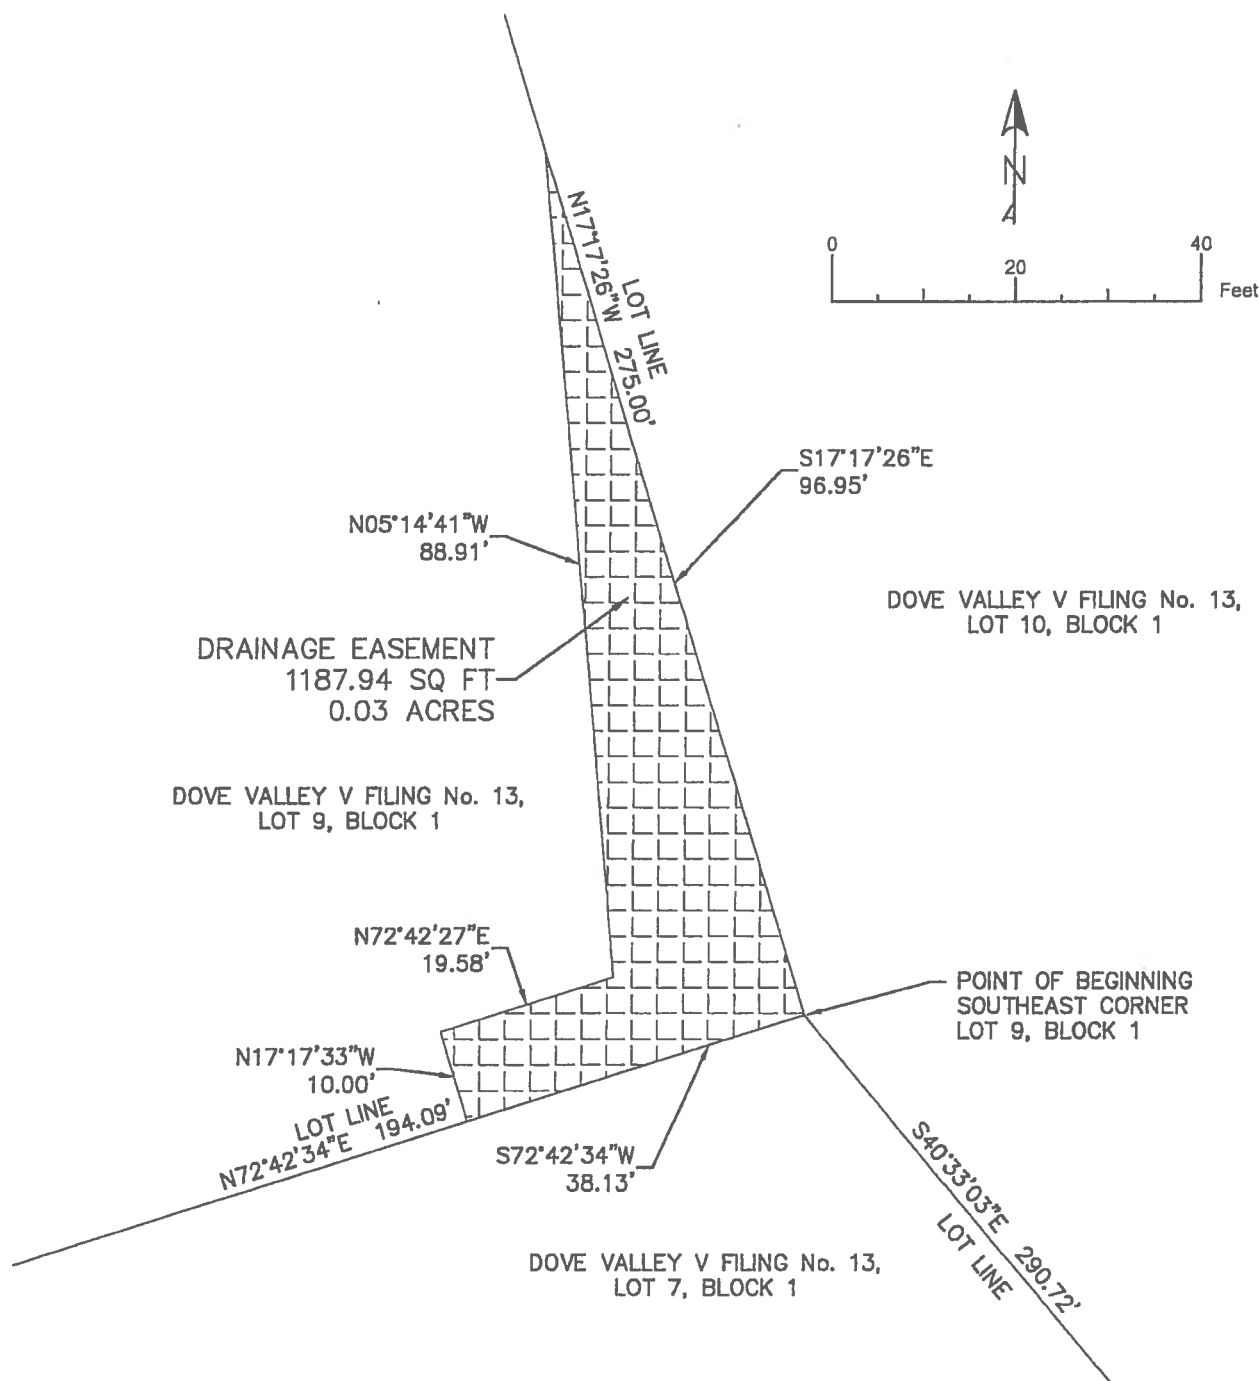 N
A
0
20
40
Feet
N17°17'26"W 275.00'
LOT LINE
S17°17'26"E
96.95'
N05°14'41"W
88.91'
DOVE VALLEY V FILING No. 13,
LOT 10, BLOCK 1
DRAINAGE EASEMENT
1187.94 SQ FT
0.03 ACRES
DOVE VALLEY V FILING No. 13,
LOT 9, BLOCK 1
N72°42'27"E
19.58'
POINT OF BEGINNING
SOUTHEAST CORNER
LOT 9, BLOCK 1
N17°17'33"W
10.00'
LOT LINE
N72°42'34"E 194.09'
S72°42'34"W
38.13'
S40°33'03"E 290.72'
LOT LINE
DOVE VALLEY V FILING No. 13,
LOT 7, BLOCK 1